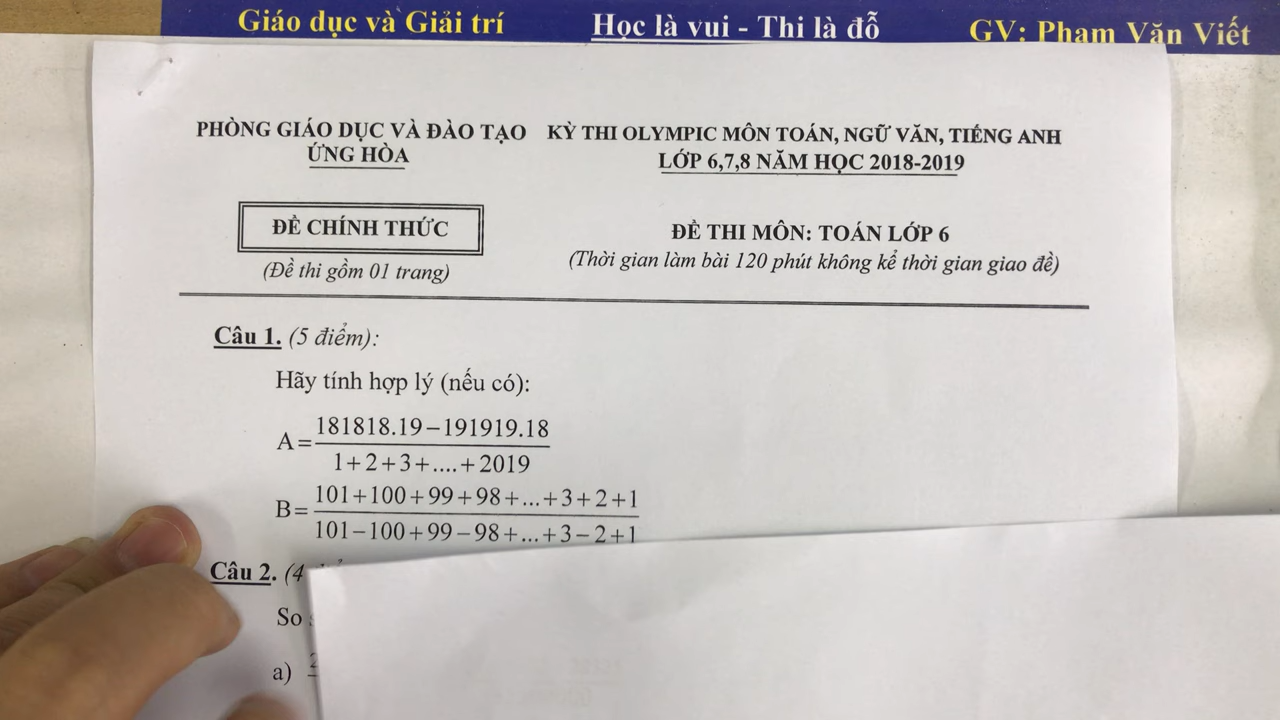 Giáo dục và Giải trí Học là vui - Thi là đỗ GV: Phạm Văn Viết
PHÒNG GIÁO DỤC VÀ ĐÀO TẠO
ỨNG HÒA
KỲ THI OLYMPIC MÔN TOÁN, NGỮ VĂN, TIẾNG ANH
LỚP 6,7,8 NĂM HỌC 2018-2019
ĐỀ CHÍNH THỨC
(Đề thi gồm 01 trang)
ĐỀ THI MÔN: TOÁN LỚP 6
(Thời gian làm bài 120 phút không kể thời gian giao đề)
Câu 1. (5 điểm):
Hãy tính hợp lý (nếu có):
A = 181818.19 − 191919.18
1+2+3+....+2019
B = 101+100+99+98+...+3+2+1
101−100+99−98+...+3−2+1
Câu 2. (4
So
a)